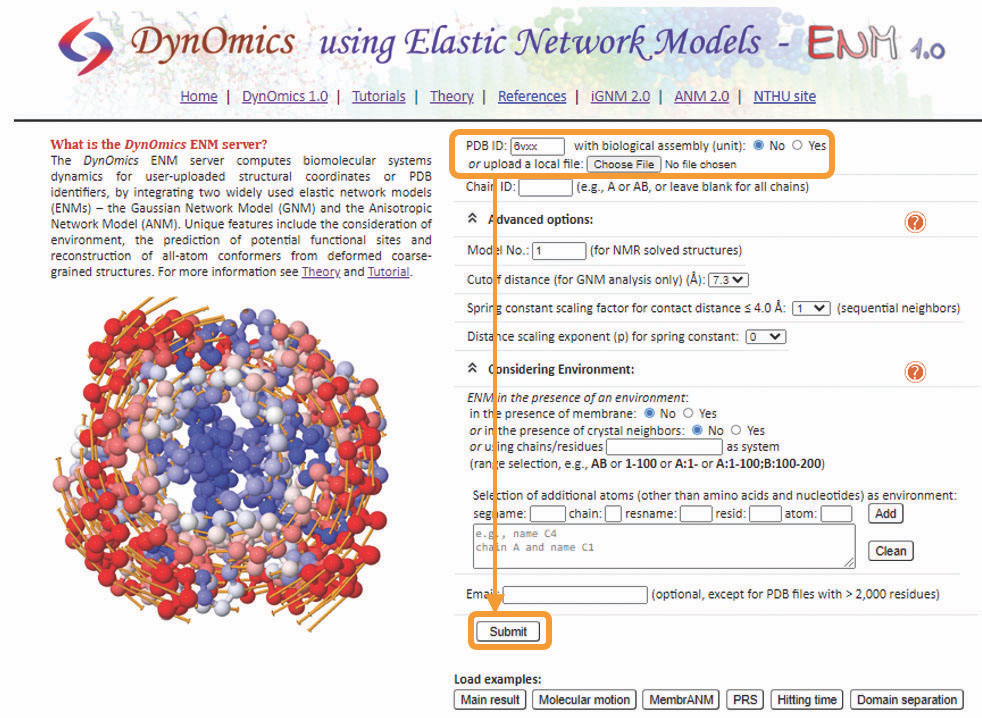 DynOmics using Elastic Network Models - ENM 1.0
Home | DynOmics 1.0 | Tutorials | Theory | References | iGNM 2.0 | ANM 2.0 | NTHU site
What is the DynOmics ENM server?
The DynOmics ENM server computes biomolecular systems
dynamics for user-uploaded structural coordinates or PDB
identifiers, by integrating two widely used elastic network models
(ENMs) – the Gaussian Network Model (GNM) and the Anisotropic
Network Model (ANM). Unique features include the consideration of
environment, the prediction of potential functional sites and
reconstruction of all-atom conformers from deformed coarse-
grained structures. For more information see Theory and Tutorial.
PDB ID: 6vxx with biological assembly (unit): No Yes
or upload a local file: Choose File No file chosen
Chain ID: (e.g., A or AB, or leave blank for all chains)
Advanced options: ?
Model No.: 1 (for NMR solved structures)
Cutoff distance (for GNM analysis only) (Å): 7.3
Spring constant scaling factor for contact distance ≤ 4.0 Å: 1 (sequential neighbors)
Distance scaling exponent (p) for spring constant: 0
Considering Environment: ?
ENM in the presence of an environment:
in the presence of membrane: No Yes
or in the presence of crystal neighbors: No Yes
or using chains/residues as system
(range selection, e.g., AB or 1-100 or A:1- or A:1-100;B:100-200)
Selection of additional atoms (other than amino acids and nucleotides) as environment:
segname: chain: resname: resid: atom: Add
e.g., name C4
chain A and name C1
Clean
Email: (optional, except for PDB files with > 2,000 residues)
Submit
Load examples:
Main result Molecular motion MembrANM PRS Hitting time Domain separation